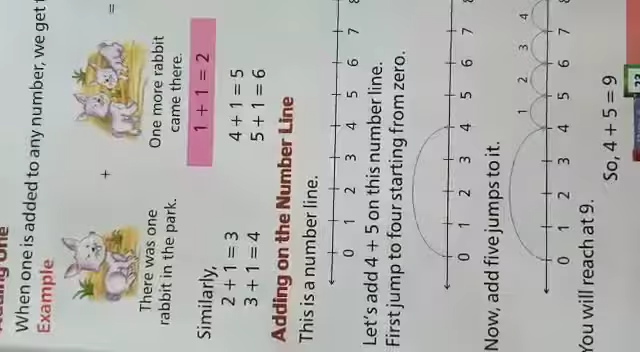 Adding One
When one is added to any number, we get
Example
+
=
There was one
rabbit in the park.
One more rabbit
came there.
1 + 1 = 2
Similarly,
2 + 1 = 3
4 + 1 = 5
3 + 1 = 4
5 + 1 = 6
Adding on the Number Line
This is a number line.
0 1 2 3 4 5 6 7 8
Let's add 4 + 5 on this number line.
First jump to four starting from zero.
0 1 2 3 4 5 6 7 8
Now, add five jumps to it.
1 2 3 4
0 1 2 3 4 5 6 7 8
You will reach at 9.
So, 4 + 5 = 9
23